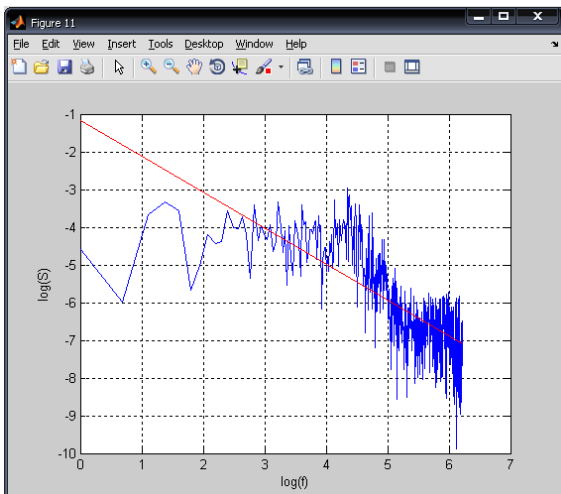 Figure 11
File Edit View Insert Tools Desktop Window Help
-1
-2
-3
-4
-5
-6
-7
-8
-9
-10
log(S)
0 1 2 3 4 5 6 7
log(f)